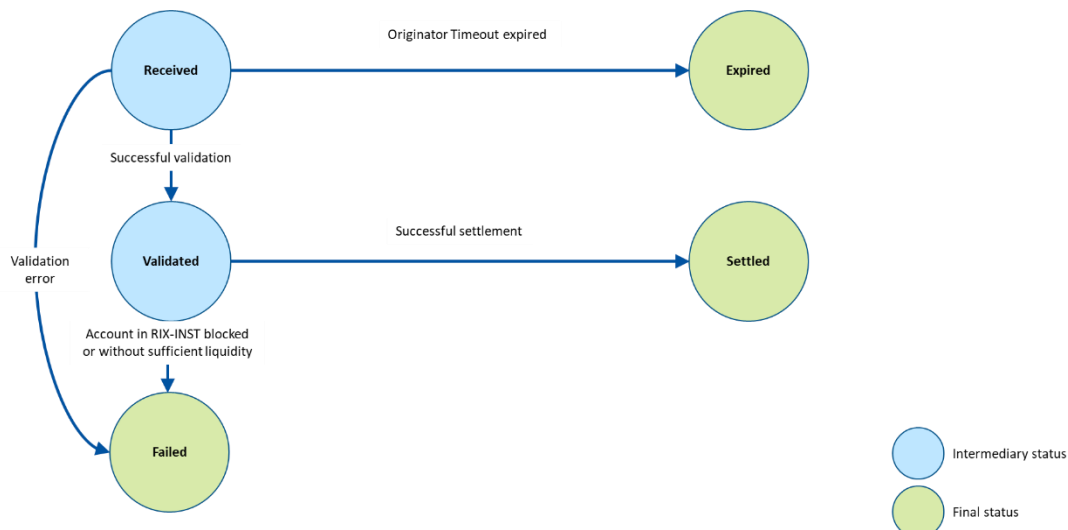 Originator Timeout expired
Received
Expired
Successful validation
Successful settlement
Validation
error
Validated
Settled
Account in RIX-INST blocked
or without sufficient liquidity
Failed
Intermediary status
Final status